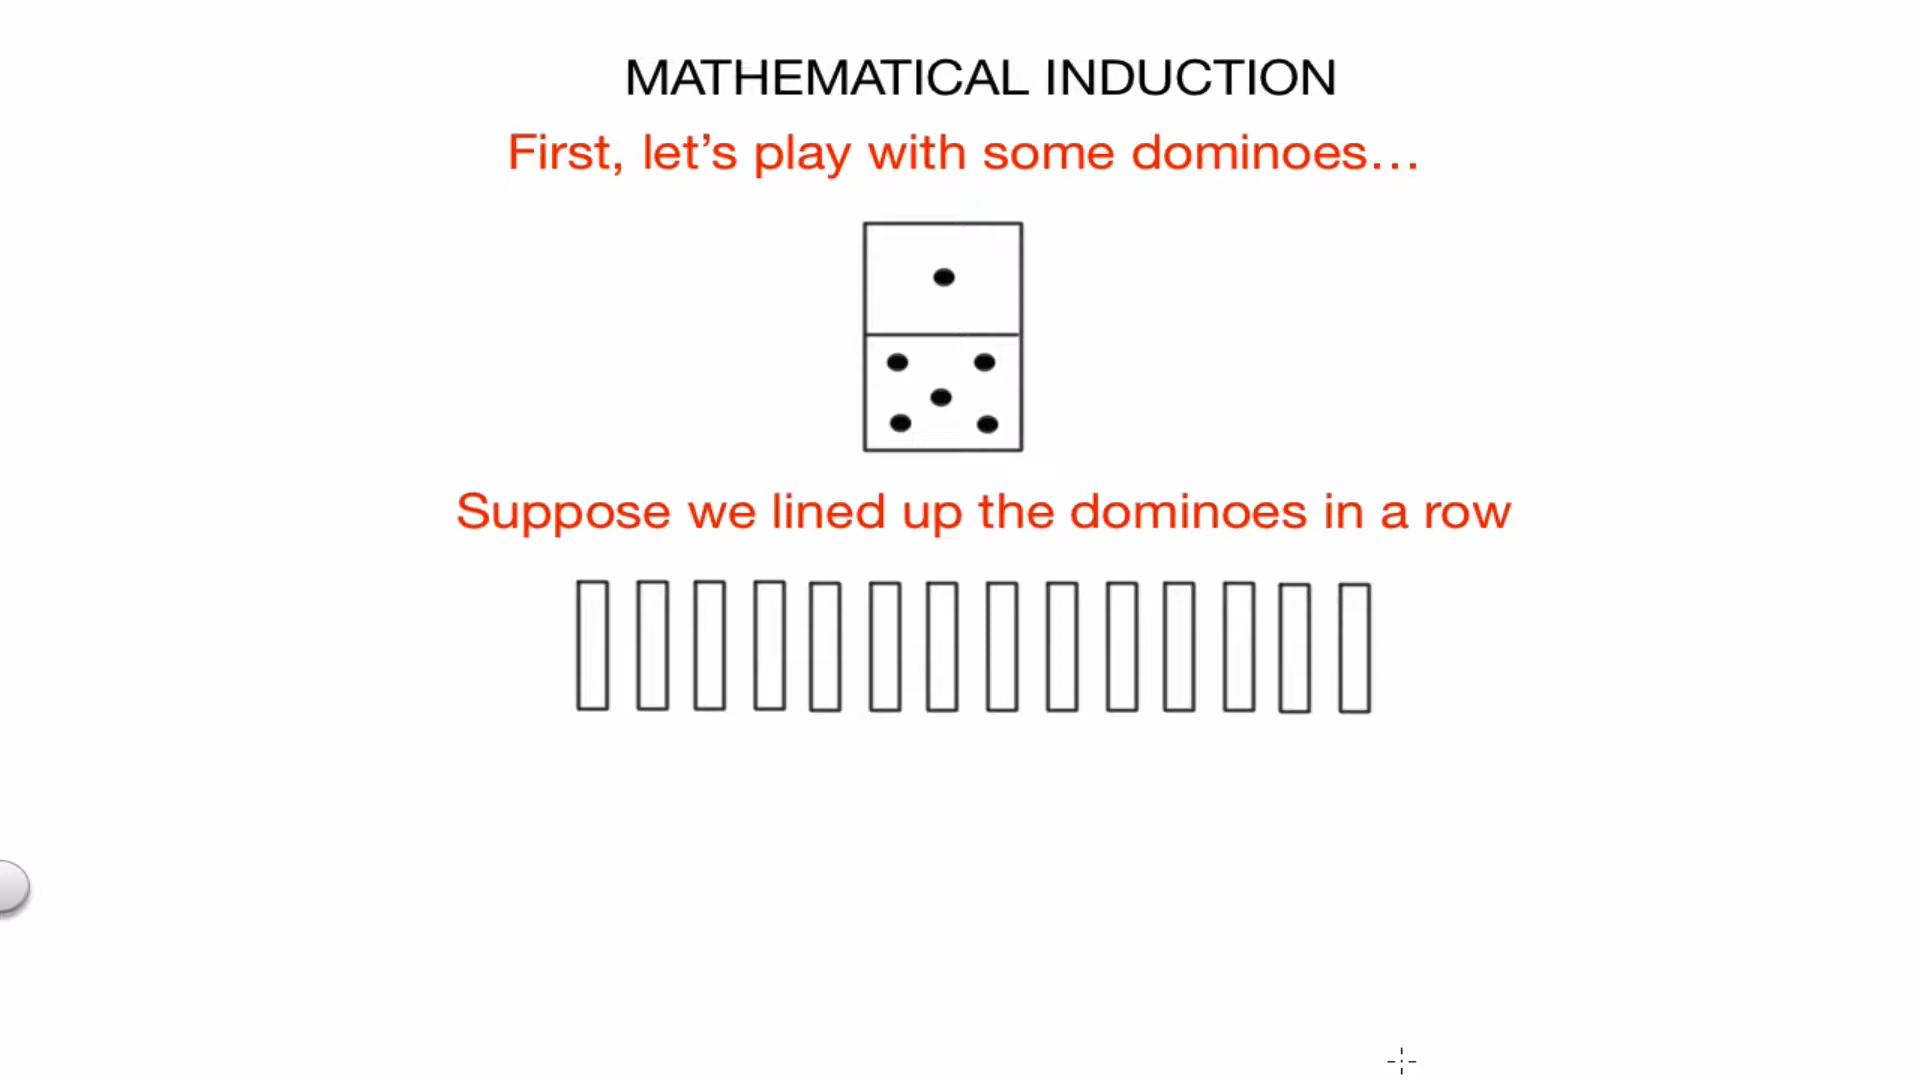 MATHEMATICAL INDUCTION
First, let’s play with some dominoes…
Suppose we lined up the dominoes in a row